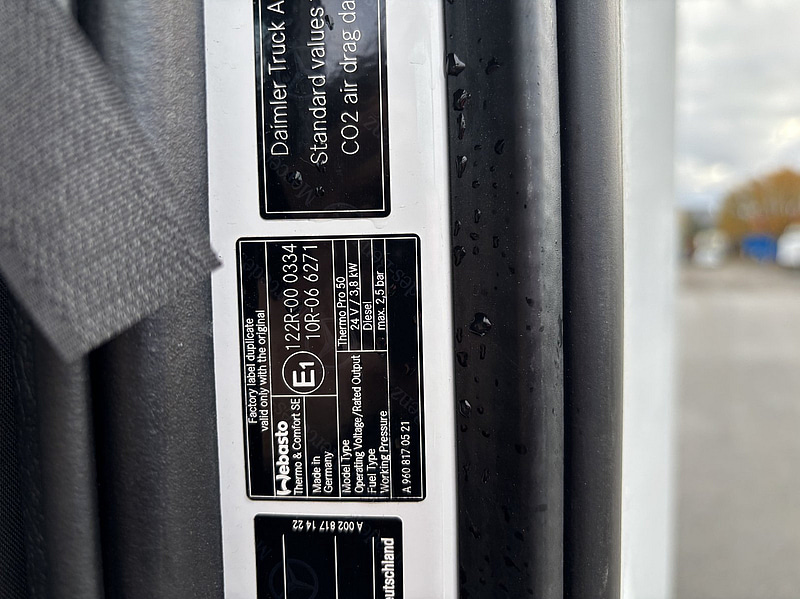 Daimler Truck A
Standard values
CO2 air drag da
Factory label duplicate
valid only with the original
Webasto
Thermo & Comfort SE
Made in
Germany
E1
122R-00 0334
10R-06 6271
Model Type Thermo Pro 50
Operating Voltage/Rated Output 24 V / 3,8 kW
Fuel Type Diesel
Working Pressure max. 2,5 bar
A 960 817 05 21
A 002 817 14 22
eutschland